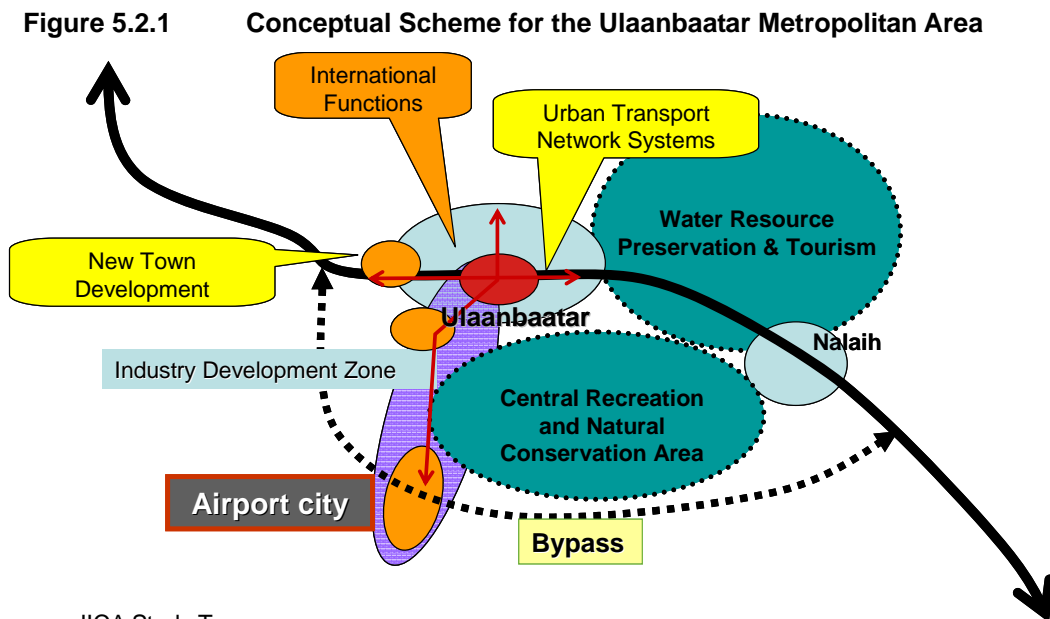 Figure 5.2.1 Conceptual Scheme for the Ulaanbaatar Metropolitan Area
International
Functions
Urban Transport
Network Systems
Water Resource
Preservation & Tourism
New Town
Development
Ulaanbaatar
Nalaih
Industry Development Zone
Central Recreation
and Natural
Conservation Area
Airport city
Bypass